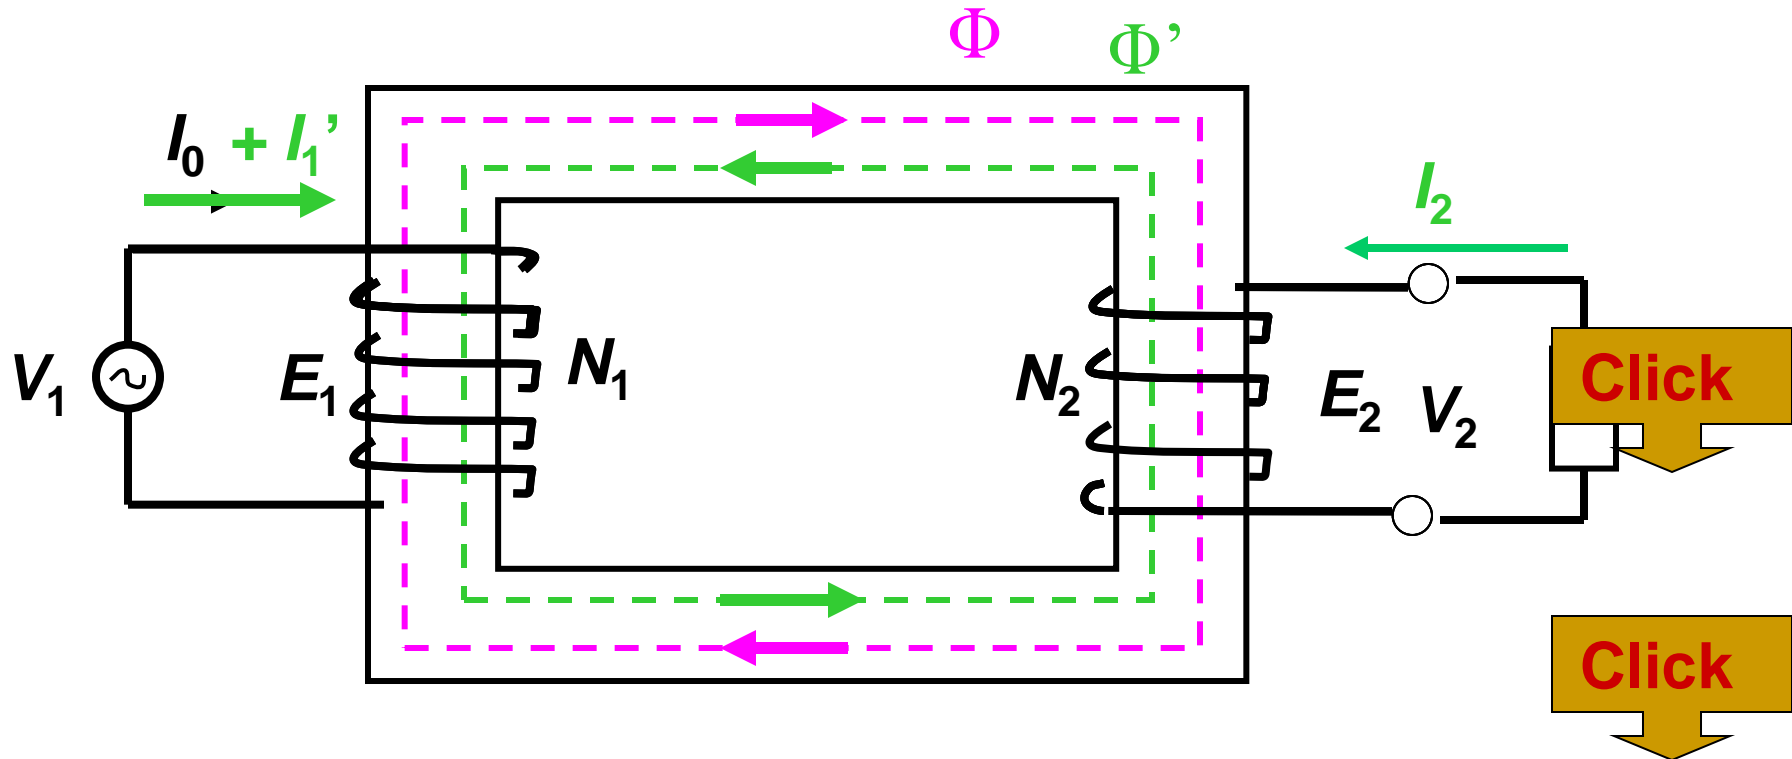 Φ
Φ’
I₀ + I₁’
I₂
V₁
E₁
N₁
N₂
E₂
V₂
Click
Click